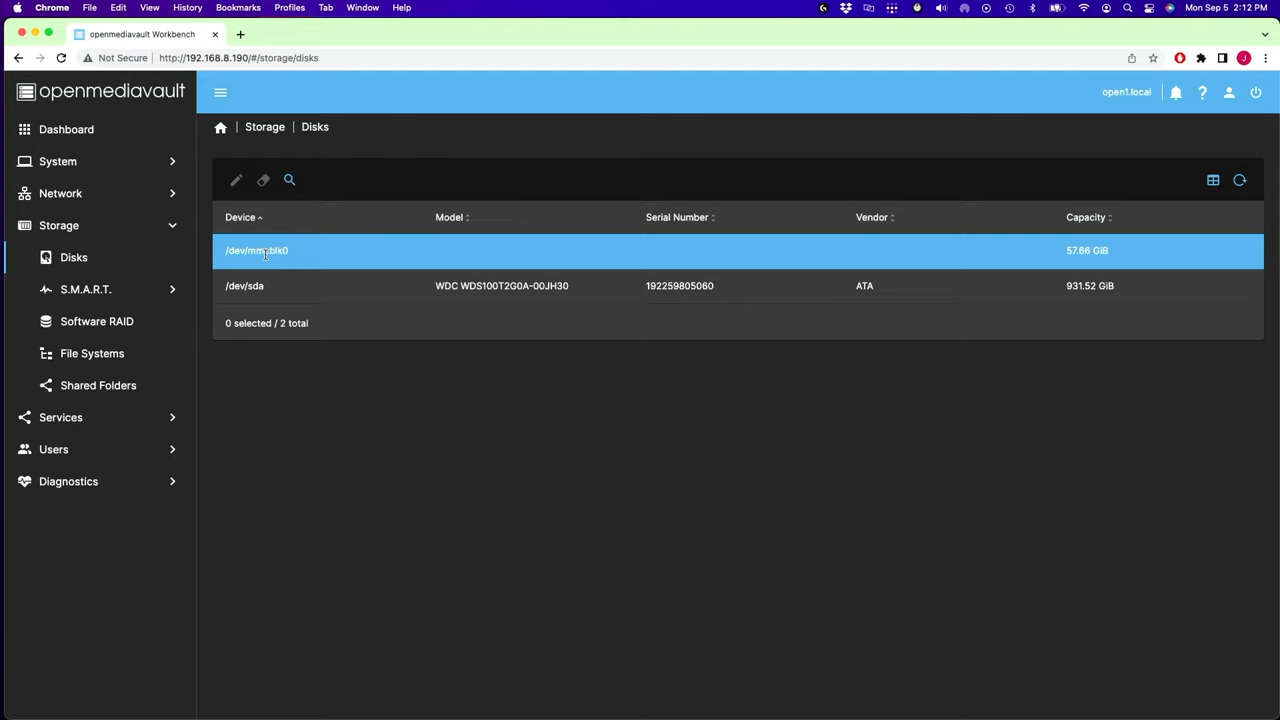 Chrome File Edit View History Bookmarks Profiles Tab Window Help Mon Sep 5 2:12 PM
openmediavault Workbench
Not Secure http://192.168.8.190/#/storage/disks J
openmediavault
open1.local
Storage | Disks
Dashboard
System
Network
Storage
Disks
S.M.A.R.T.
Software RAID
File Systems
Shared Folders
Services
Users
Diagnostics
Device Model Serial Number Vendor Capacity
/dev/mmcblk0 57.66 GiB
/dev/sda WDC WDS100T2G0A-00JH30 192259805060 ATA 931.52 GiB
0 selected / 2 total